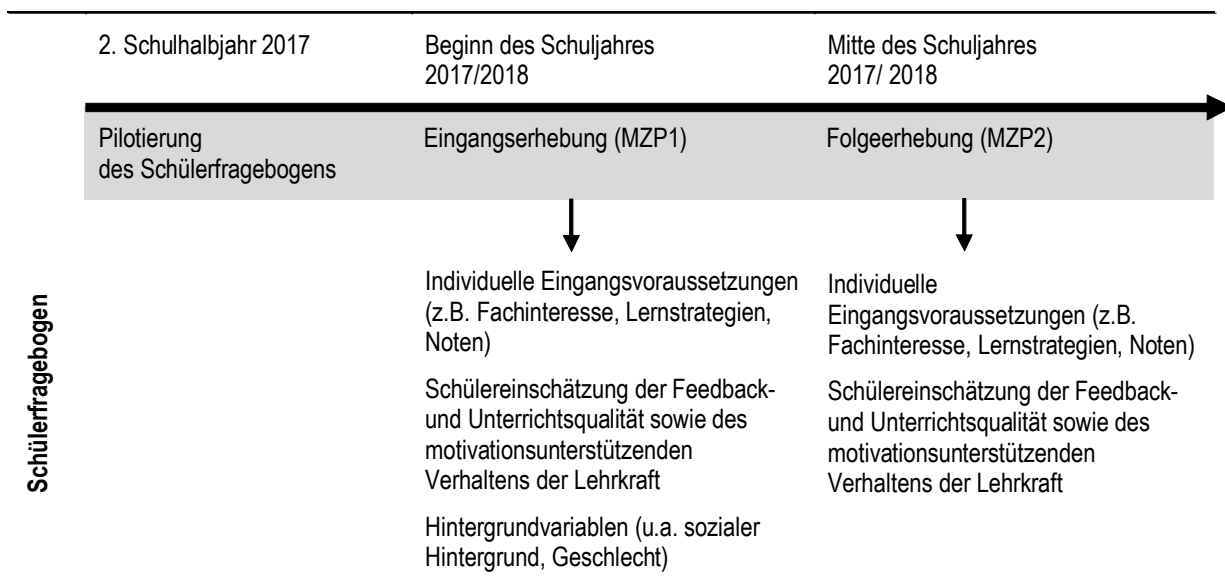 2. Schulhalbjahr 2017
Beginn des Schuljahres
2017/2018
Mitte des Schuljahres
2017/ 2018
Pilotierung
des Schülerfragebogens
Eingangserhebung (MZP1)
Folgeerhebung (MZP2)
Schülerfragebogen
Individuelle Eingangsvoraussetzungen
(z.B. Fachinteresse, Lernstrategien,
Noten)
Schülereinschätzung der Feedback-
und Unterrichtsqualität sowie des
motivationsunterstützenden
Verhaltens der Lehrkraft
Hintergrundvariablen (u.a. sozialer
Hintergrund, Geschlecht)
Individuelle
Eingangsvoraussetzungen (z.B.
Fachinteresse, Lernstrategien, Noten)
Schülereinschätzung der Feedback-
und Unterrichtsqualität sowie des
motivationsunterstützenden
Verhaltens der Lehrkraft